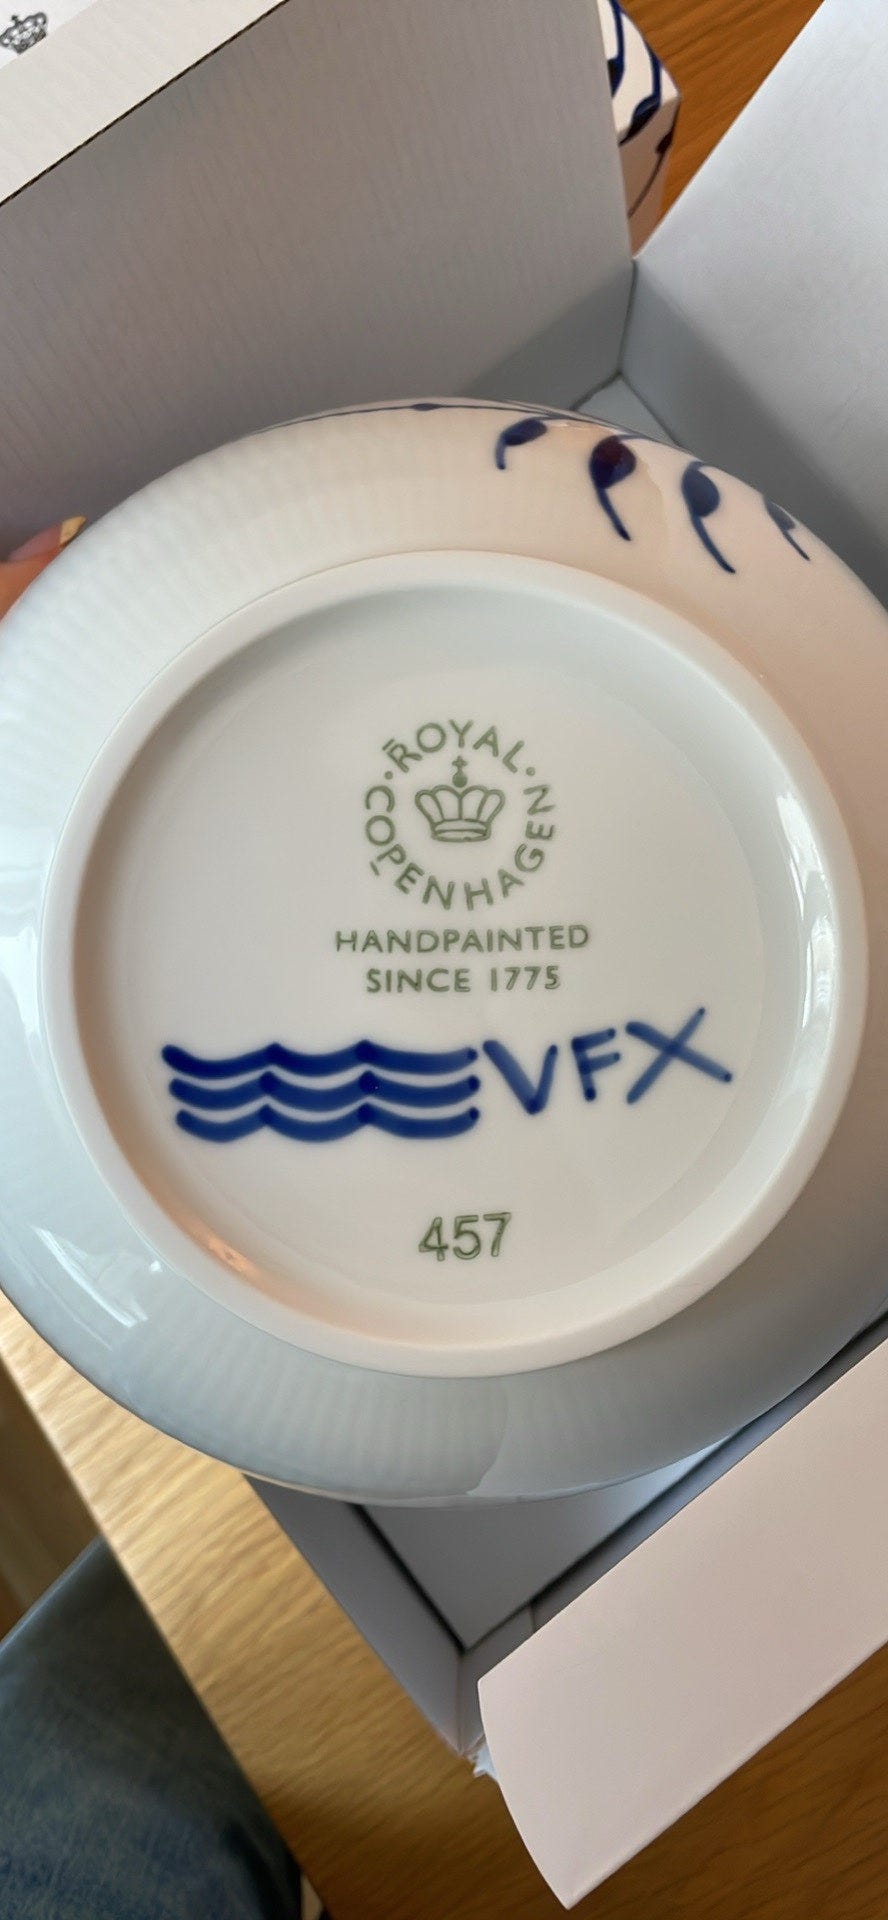 ROYAL
COPENHAGEN
HANDPAINTED
SINCE 1775
VFX
457